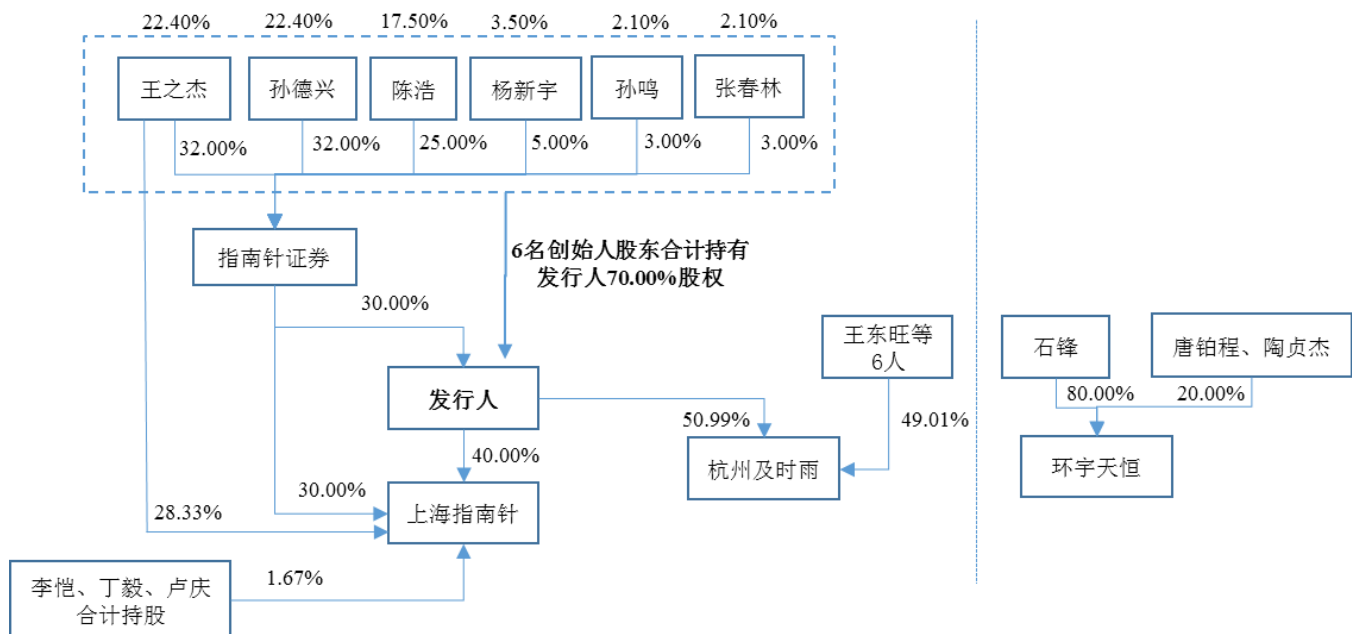 22.40%
22.40%
17.50%
3.50%
2.10%
2.10%
王之杰
孙德兴
陈浩
杨新宇
孙鸣
张春林
32.00%
32.00%
25.00%
5.00%
3.00%
3.00%
指南针证券
6名创始人股东合计持有
发行人70.00%股权
30.00%
王东旺等
6人
石锋
唐铂程、陶贞杰
发行人
80.00%
20.00%
50.99%
49.01%
40.00%
杭州及时雨
环宇天恒
30.00%
上海指南针
28.33%
李恺、丁毅、卢庆
合计持股
1.67%